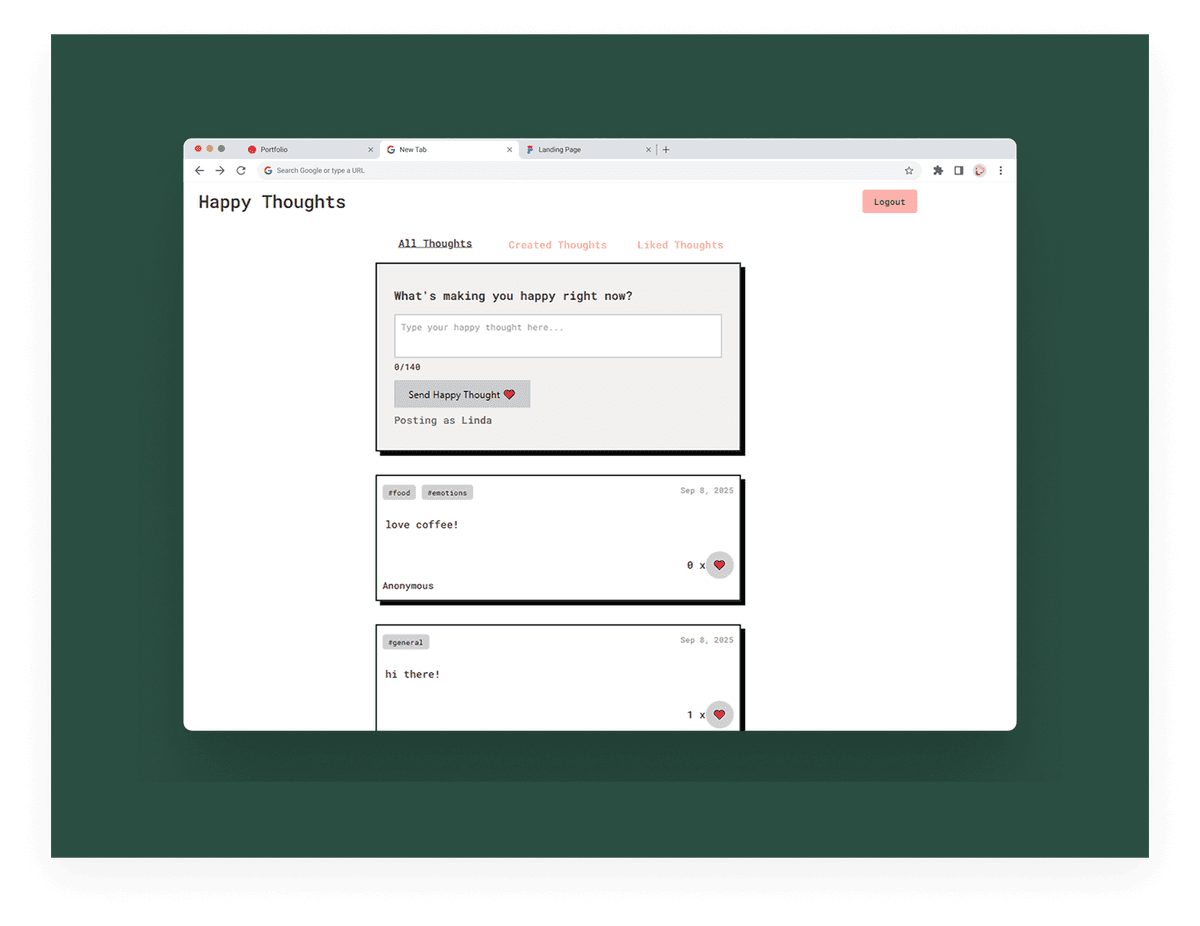 Portfolio
New Tab
Landing Page
Search Google or type a URL
Happy Thoughts
Logout
All Thoughts
Created Thoughts
Liked Thoughts
What's making you happy right now?
Type your happy thought here...
0/140
Send Happy Thought ❤️
Posting as Linda
#food #emotions
Sep 8, 2025
love coffee!
0 x ❤️
Anonymous
#general
Sep 8, 2025
hi there!
1 x ❤️